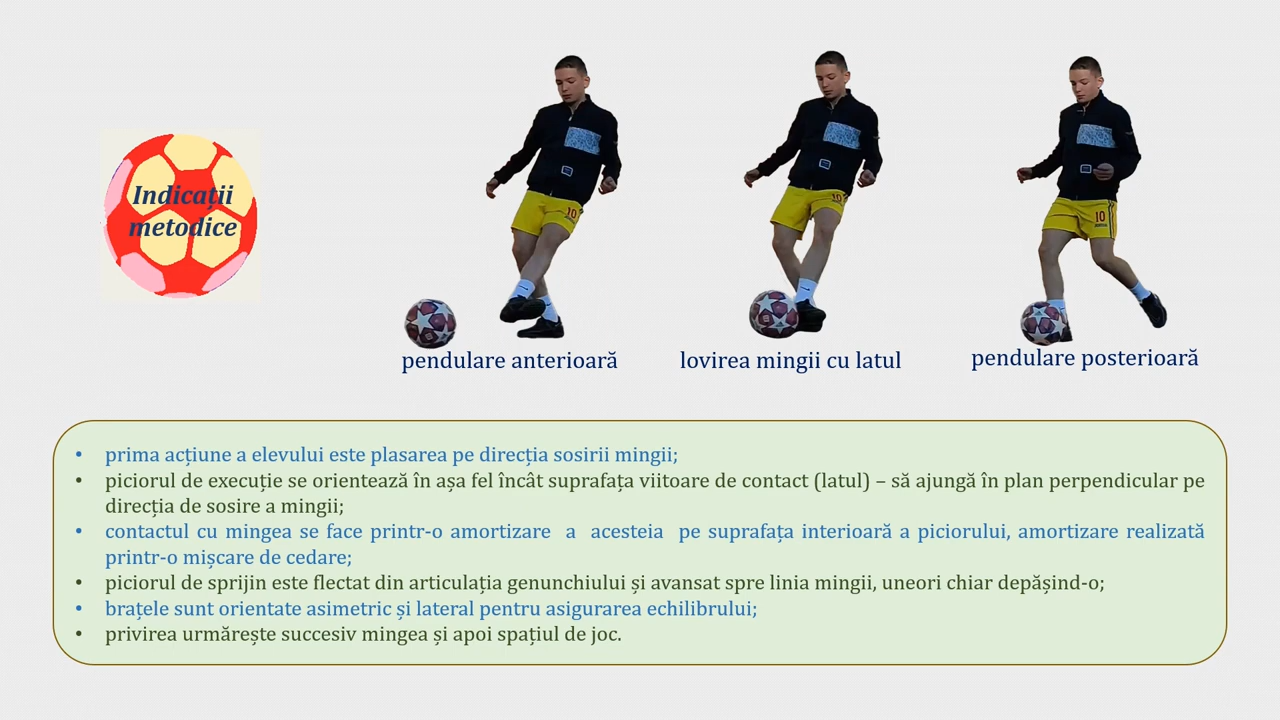 Indicații
metodice
10
10
10
pendulare anterioară
lovirea mingii cu latul
pendulare posterioară
• prima acțiune a elevului este plasarea pe direcția sosirii mingii;
• piciorul de execuție se orientează în așa fel încât suprafața viitoare de contact (latul) – să ajungă în plan perpendicular pe
direcția de sosire a mingii;
• contactul cu mingea se face printr-o amortizare a acesteia pe suprafața interioară a piciorului, amortizare realizată
printr-o mișcare de cedare;
• piciorul de sprijin este flectat din articulația genunchiului și avansat spre linia mingii, uneori chiar depășind-o;
• brațele sunt orientate asimetric și lateral pentru asigurarea echilibrului;
• privirea urmărește succesiv mingea și apoi spațiul de joc.